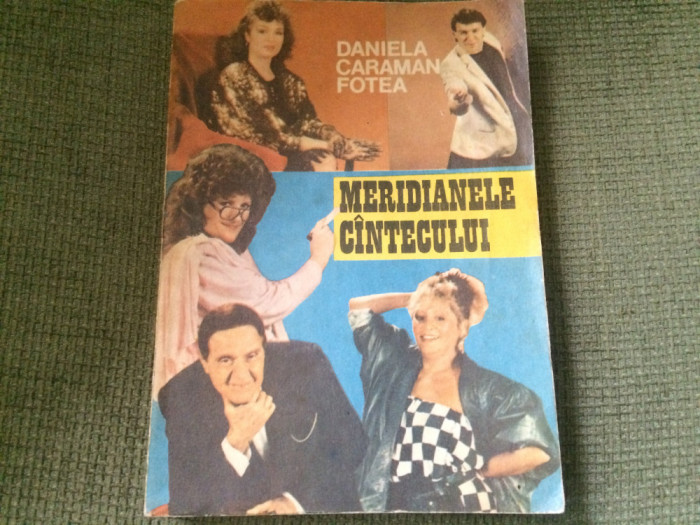 DANIELA
CARAMAN
FOTEA
MERIDIANELE
CÎNTECULUI